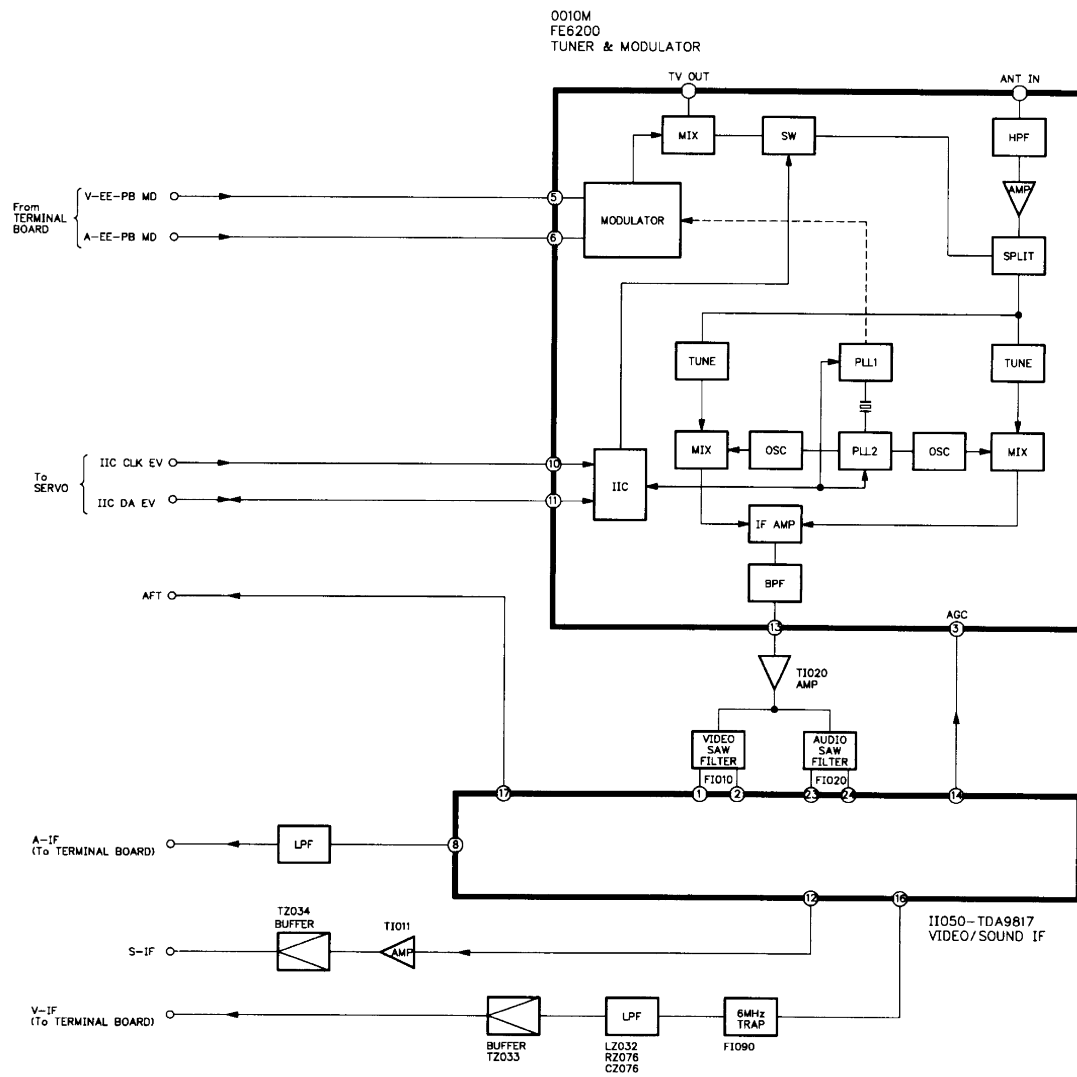 0010M
FE6200
TUNER & MODULATOR
TV OUT
ANT IN
MIX
SW
HPF
AMP
From
TERMINAL
BOARD
V-EE-PB MD
A-EE-PB MD
5
6
MODULATOR
SPLIT
TUNE
PLL1
TUNE
MIX
OSC
PLL2
OSC
MIX
To
SERVO
IIC CLK EV
IIC DA EV
10
11
IIC
IF AMP
BPF
AFT
13
AGC
3
TI020
AMP
VIDEO
SAW
FILTER
FI010
AUDIO
SAW
FILTER
FI020
17
1
2
23
24
14
A-IF
(To TERMINAL BOARD)
LPF
8
12
16
II050-TDA9817
VIDEO/SOUND IF
TZ034
BUFFER
TI011
AMP
S-IF
V-IF
(To TERMINAL BOARD)
BUFFER
TZ033
LPF
LZ032
RZ076
CZ076
6MHz
TRAP
FI090